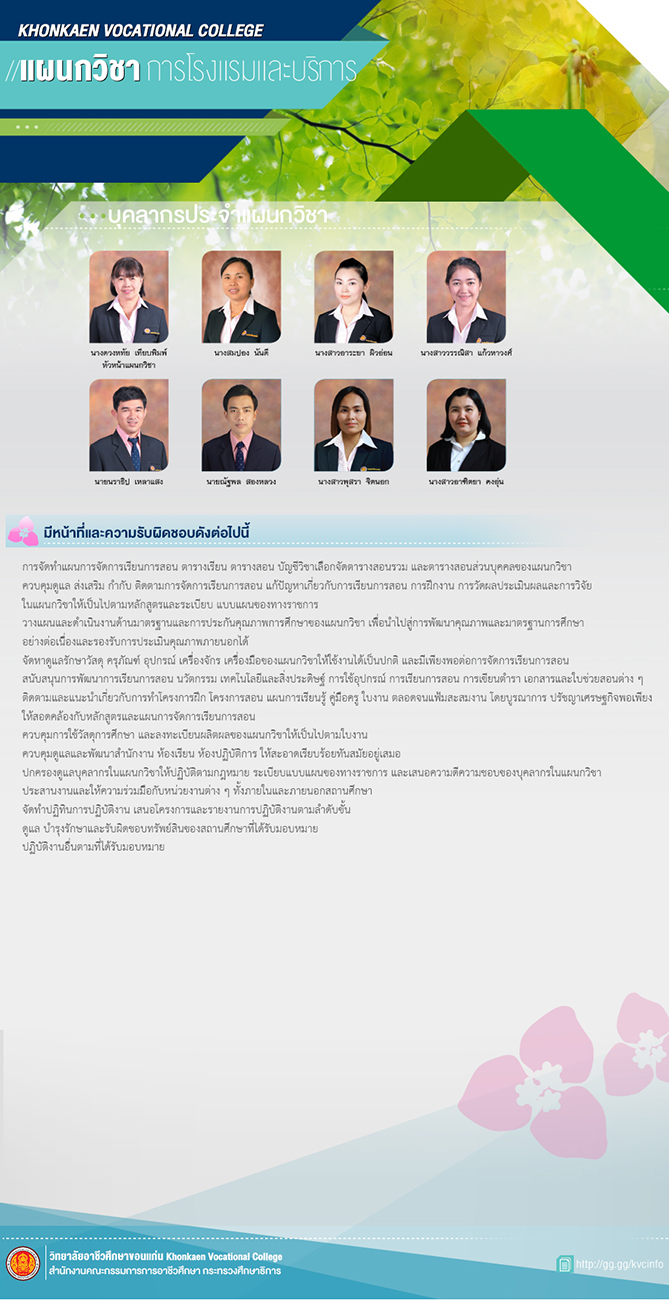 KHONKAEN VOCATIONAL COLLEGE
//แผนกวิชา การโรงแรมและบริการ
บุคลากรประจำแผนกวิชา
นางดวงหทัย เทียบพิมพ์
หัวหน้าแผนกวิชา
นางสมปอง นันดี
นางสาวอาระยา ผิวอ่อน
นางสาววรรณิสา แก้วหาวงศ์
นายนราธิป เหลาแสง
นายณัฐพล สองหลวง
นางสาวพุสรา จิตนอก
นางสาวอาทิตยา คงอุ่น
มีหน้าที่และความรับผิดชอบดังต่อไปนี้
การจัดทำแผนการจัดการเรียนการสอน ตารางเรียน ตารางสอน บัญชีวิชาเลือกจัดตารางสอนรวม และตารางสอนส่วนบุคคลของแผนกวิชา
ควบคุมดูแล ส่งเสริม กำกับ ติดตามการจัดการเรียนการสอน แก้ปัญหาเกี่ยวกับการเรียนการสอน การฝึกงาน การวัดผลประเมินผลและการวิจัย
ในแผนกวิชาให้เป็นไปตามหลักสูตรและระเบียบ แบบแผนของทางราชการ
วางแผนและดำเนินงานด้านมาตรฐานและการประกันคุณภาพการศึกษาของแผนกวิชา เพื่อนำไปสู่การพัฒนาคุณภาพและมาตรฐานการศึกษา
อย่างต่อเนื่องและรองรับการประเมินคุณภาพภายนอกได้
จัดหาดูแลรักษาวัสดุ ครุภัณฑ์ อุปกรณ์ เครื่องจักร เครื่องมือของแผนกวิชาให้ใช้งานได้เป็นปกติ และมีเพียงพอต่อการจัดการเรียนการสอน
สนับสนุนการพัฒนาการเรียนการสอน นวัตกรรม เทคโนโลยีและสิ่งประดิษฐ์ การใช้อุปกรณ์ การเรียนการสอน การเขียนตำรา เอกสารและใบช่วยสอนต่าง ๆ
ติดตามและแนะนำเกี่ยวกับการทำโครงการฝึก โครงการสอน แผนการเรียนรู้ คู่มือครู ใบงาน ตลอดจนแฟ้มสะสมงาน โดยบูรณาการ ปรัชญาเศรษฐกิจพอเพียง
ให้สอดคล้องกับหลักสูตรและแผนการจัดการเรียนการสอน
ควบคุมการใช้วัสดุการศึกษา และลงทะเบียนผลิตผลของแผนกวิชาให้เป็นไปตามใบงาน
ควบคุมดูแลและพัฒนาสำนักงาน ห้องเรียน ห้องปฏิบัติการ ให้สะอาดเรียบร้อยทันสมัยอยู่เสมอ
ปกครองดูแลบุคลากรในแผนกวิชาให้ปฏิบัติตามกฎหมาย ระเบียบแบบแผนของทางราชการ และเสนอความดีความชอบของบุคลากรในแผนกวิชา
ประสานงานและให้ความร่วมมือกับหน่วยงานต่าง ๆ ทั้งภายในและภายนอกสถานศึกษา
จัดทำปฏิทินการปฏิบัติงาน เสนอโครงการและรายงานการปฏิบัติงานตามลำดับขั้น
ดูแล บำรุงรักษาและรับผิดชอบทรัพย์สินของสถานศึกษาที่ได้รับมอบหมาย
ปฏิบัติงานอื่นตามที่ได้รับมอบหมาย
วิทยาลัยอาชีวศึกษาขอนแก่น Khonkaen Vocational College
สำนักงานคณะกรรมการการอาชีวศึกษา กระทรวงศึกษาธิการ
http://gg.gg/kvcinfo